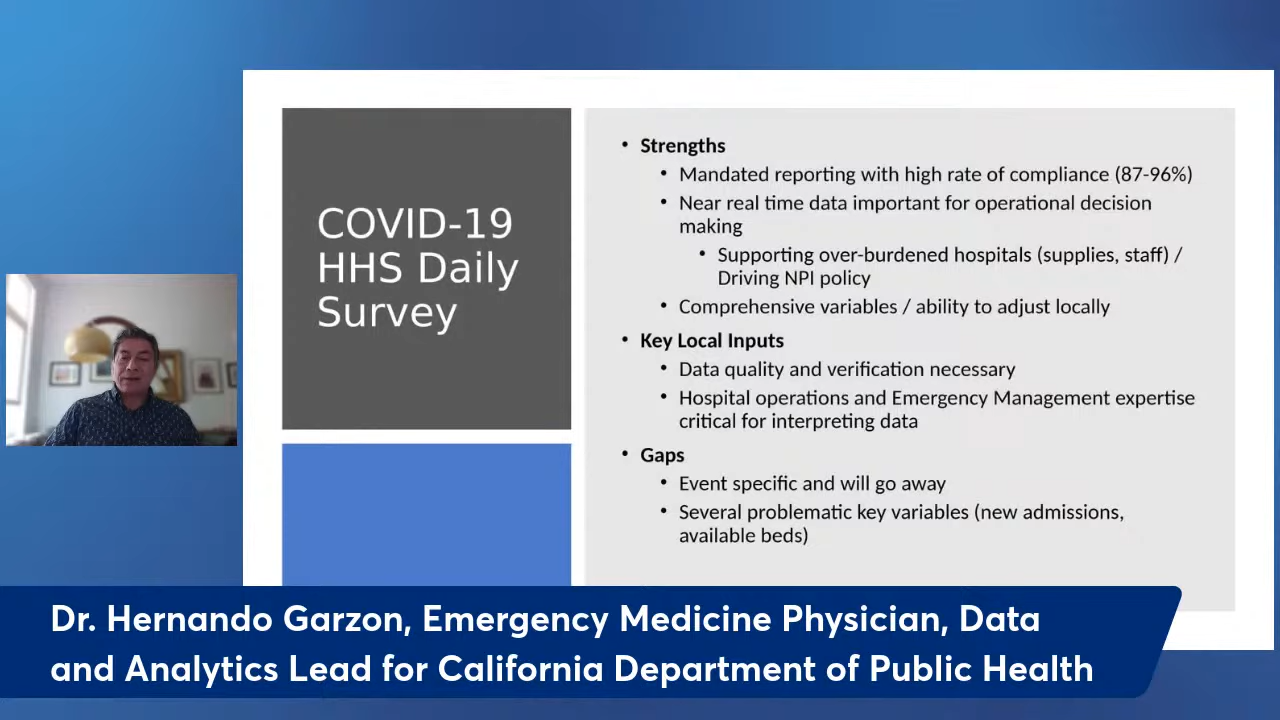 COVID-19
HHS Daily
Survey
• Strengths
• Mandated reporting with high rate of compliance (87-96%)
• Near real time data important for operational decision
making
• Supporting over-burdened hospitals (supplies, staff) /
Driving NPI policy
• Comprehensive variables / ability to adjust locally
• Key Local Inputs
• Data quality and verification necessary
• Hospital operations and Emergency Management expertise
critical for interpreting data
• Gaps
• Event specific and will go away
• Several problematic key variables (new admissions,
available beds)
Dr. Hernando Garzon, Emergency Medicine Physician, Data
and Analytics Lead for California Department of Public Health